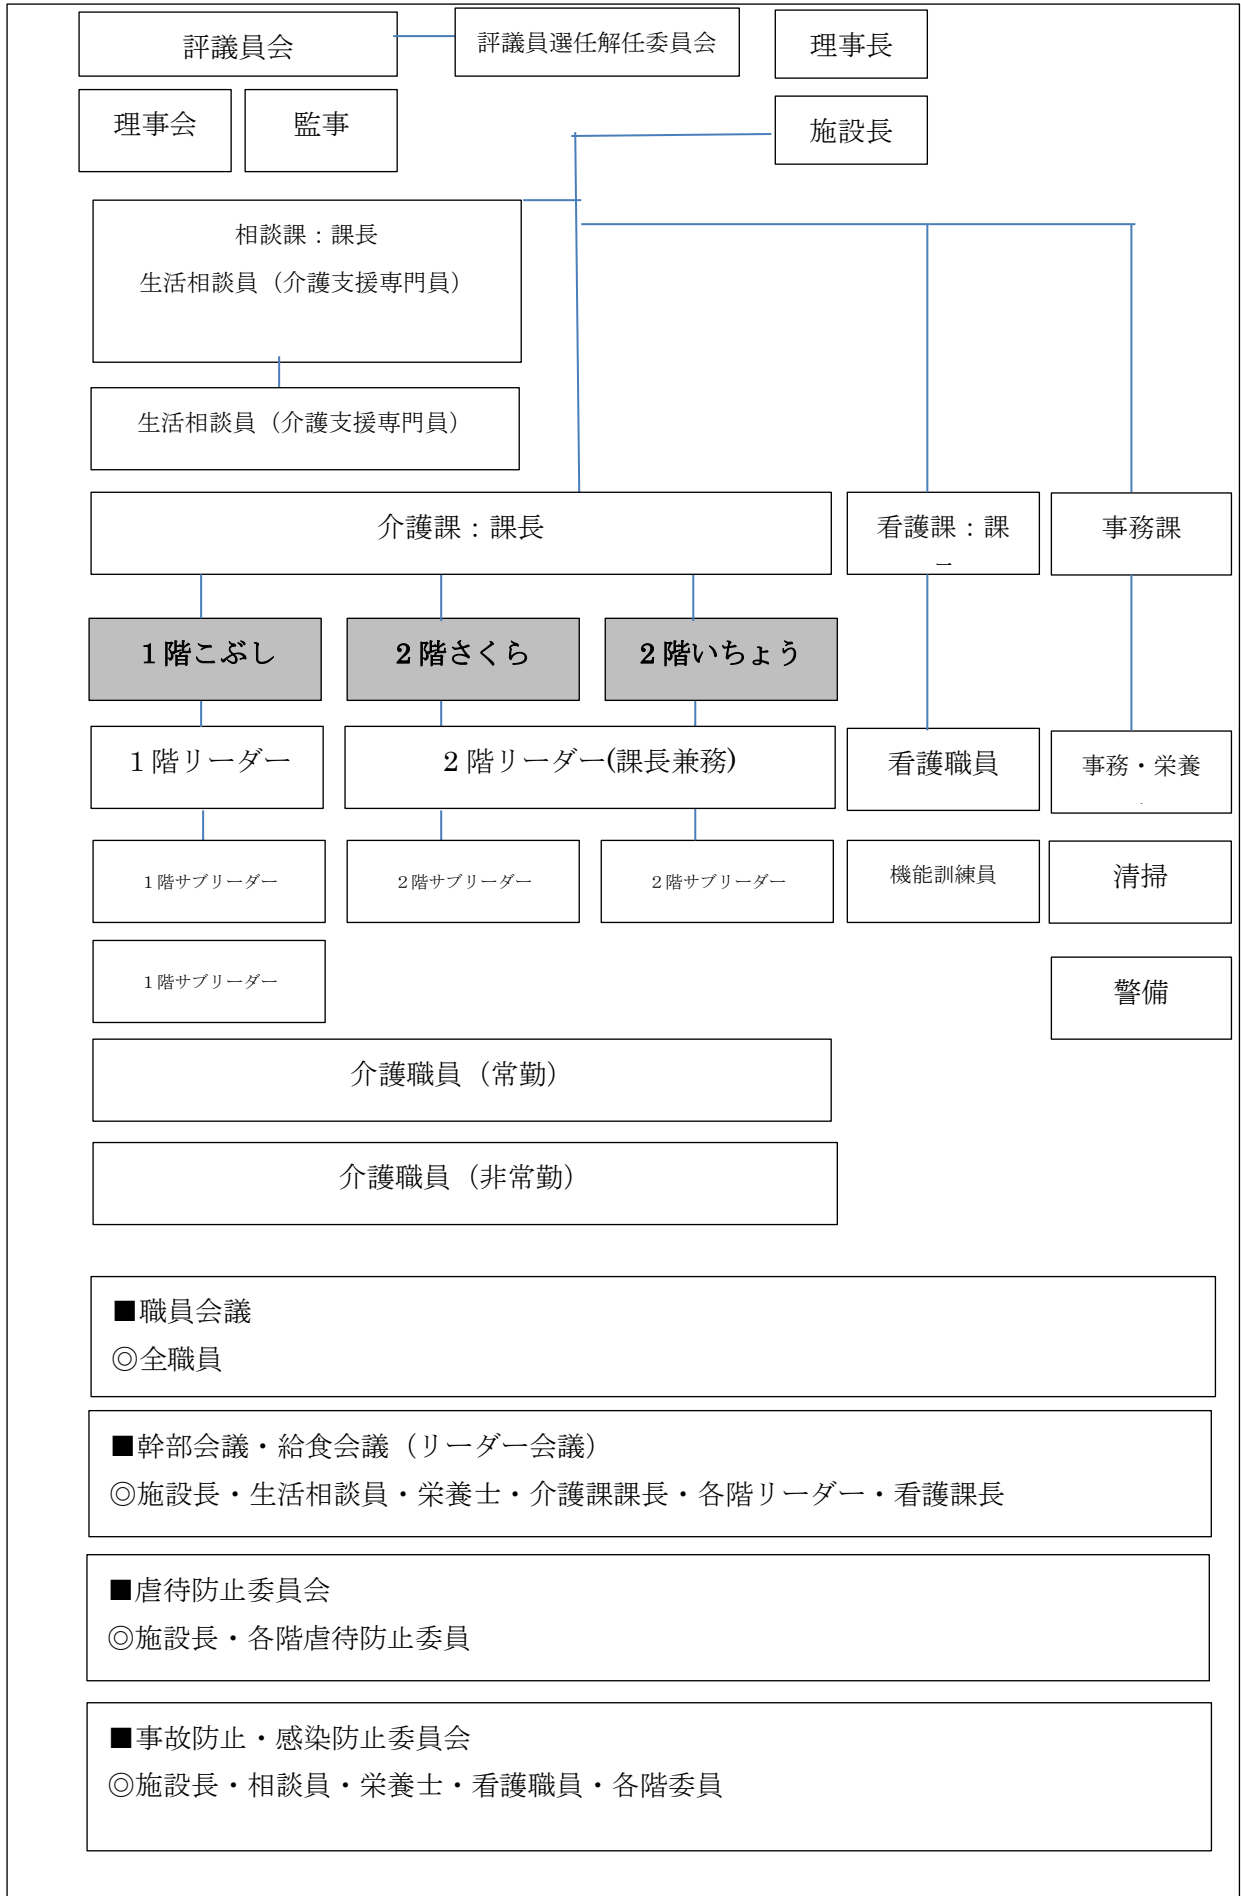 評議員会
評議員選任解任委員会
理事長
理事会
監事
施設長
相談課：課長
生活相談員（介護支援専門員）
生活相談員（介護支援専門員）
介護課：課長
看護課：課
事務課
１階こぶし
２階さくら
２階いちょう
１階リーダー
２階リーダー(課長兼務)
看護職員
事務・栄養
１階サブリーダー
２階サブリーダー
２階サブリーダー
機能訓練員
清掃
１階サブリーダー
警備
介護職員（常勤）
介護職員（非常勤）
■職員会議
◎全職員
■幹部会議・給食会議（リーダー会議）
◎施設長・生活相談員・栄養士・介護課課長・各階リーダー・看護課長
■虐待防止委員会
◎施設長・各階虐待防止委員
■事故防止・感染防止委員会
◎施設長・相談員・栄養士・看護職員・各階委員